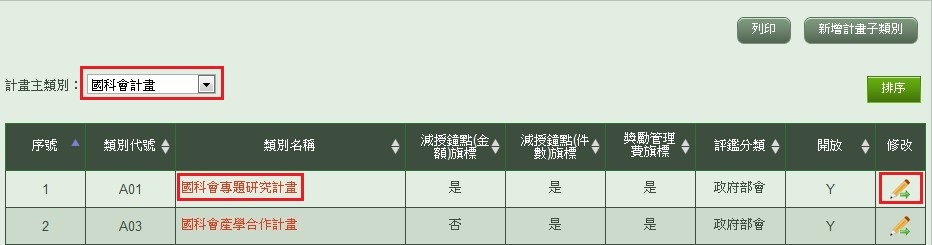 列印 新增計畫子類別
計畫主類別： 國科會計畫
排序
序號 類別代號 類別名稱 減授鐘點(金額)旗標 減授鐘點(件數)旗標 獎勵管理費旗標 評鑑分類 開放 修改
1 A01 國科會專題研究計畫 是 是 是 政府部會 Y
2 A03 國科會產學合作計畫 否 是 是 政府部會 Y